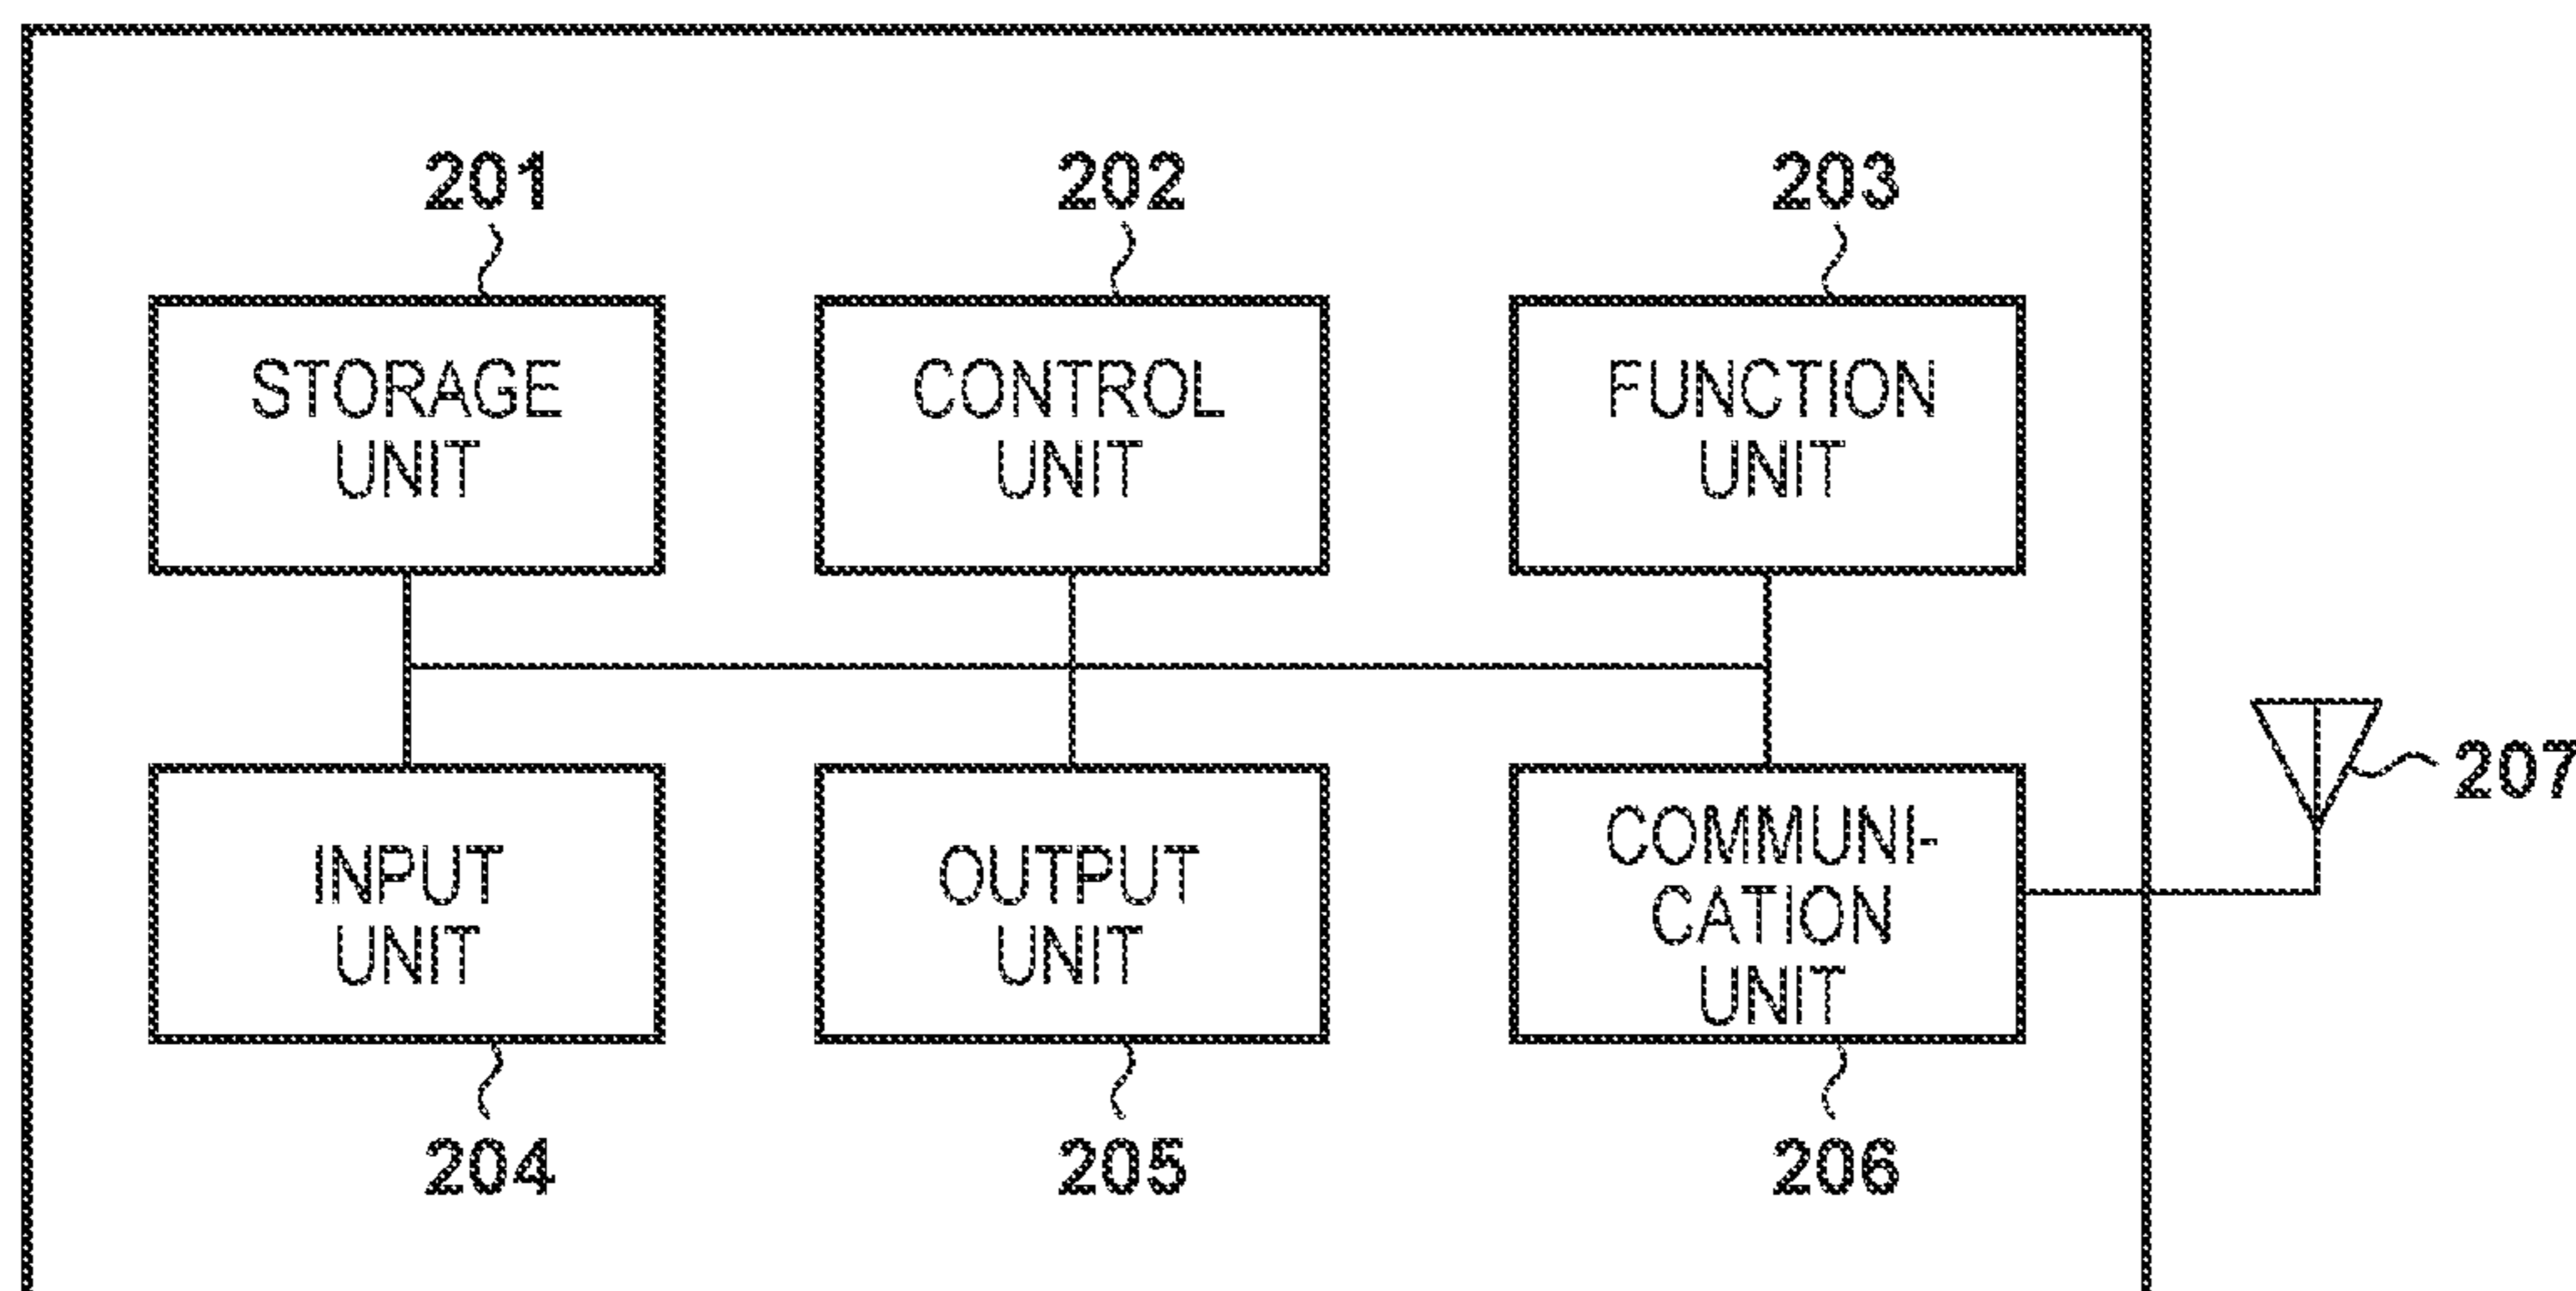 201
202
203
STORAGE
UNIT
CONTROL
UNIT
FUNCTION
UNIT
207
INPUT
UNIT
OUTPUT
UNIT
COMMUNI-
CATION
UNIT
204
205
206